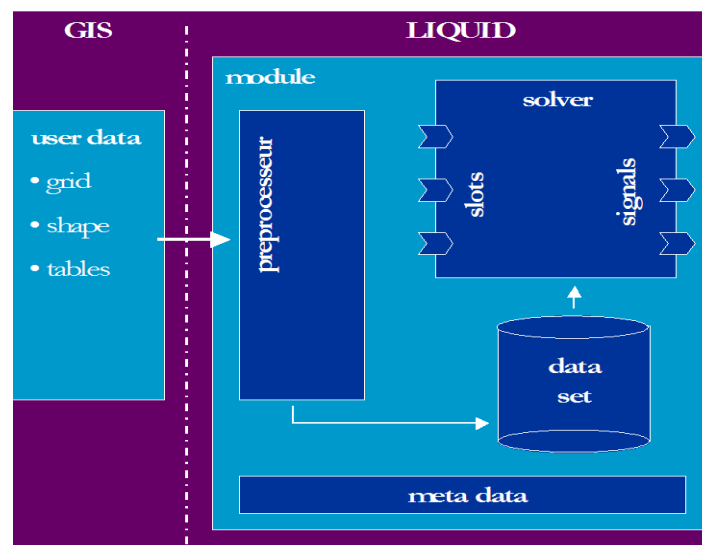 GIS
LIQUID
module
user data
• grid
• shape
• tables
preprocesseur
solver
slots
signals
data
set
meta data